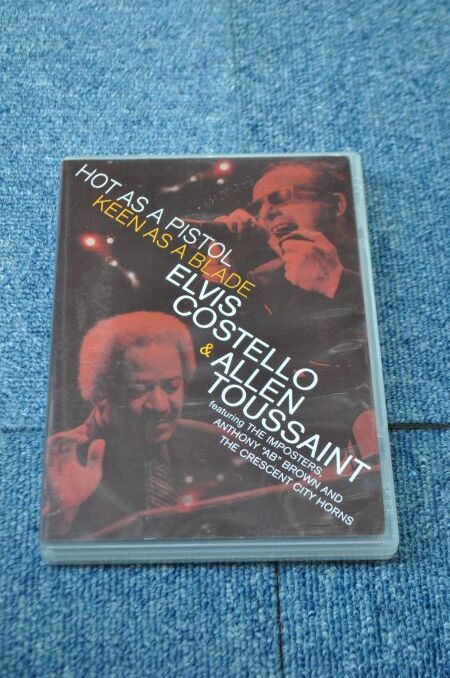 HOT AS A PISTOL
KEEN AS A BLADE
ELVIS
COSTELLO
& ALLEN
TOUSSAINT
featuring THE IMPOSTERS,
ANTHONY "AB" BROWN AND
THE CRESCENT CITY HORNS